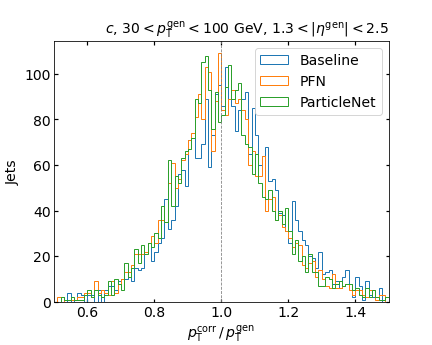 c, 30 < p_T^gen < 100 GeV, 1.3 < |η^gen| < 2.5
Baseline
PFN
ParticleNet
Jets
100
80
60
40
20
0
0.6 0.8 1.0 1.2 1.4
p_T^corr / p_T^gen